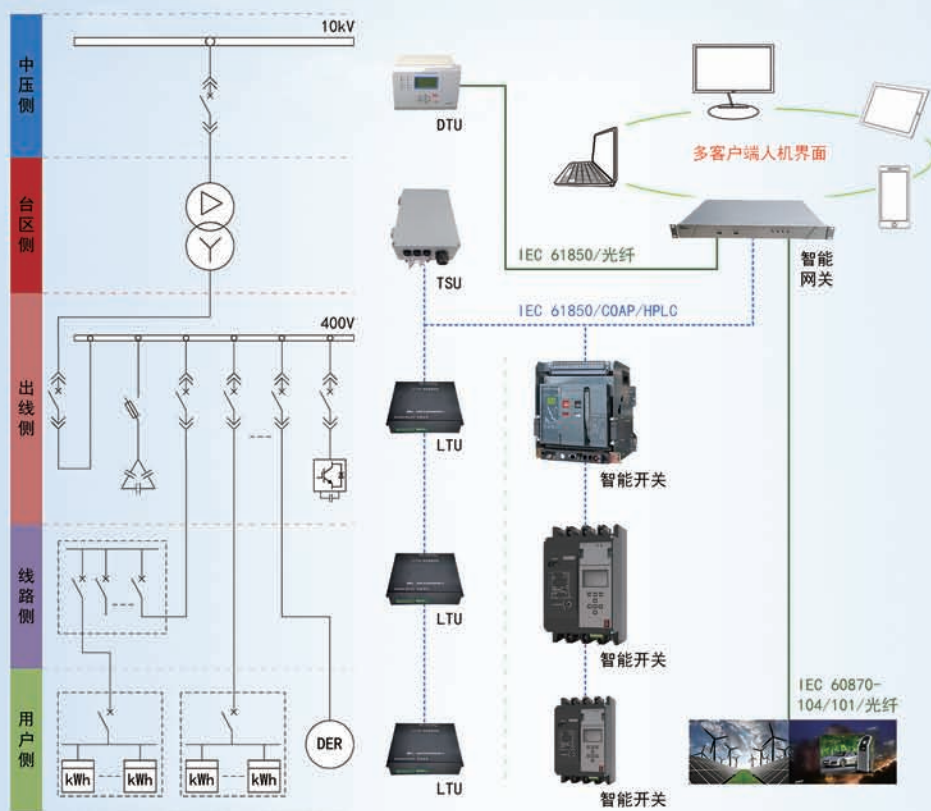 10kV
中压侧
DTU
多客户端人机界面
台区侧
TSU
IEC 61850/光纤
智能
网关
IEC 61850/COAP/HPLC
400V
出线侧
LTU
智能开关
线路侧
LTU
智能开关
IEC 60870-
104/101/光纤
用户侧
DER
kWh
kWh
kWh
kWh
LTU
智能开关